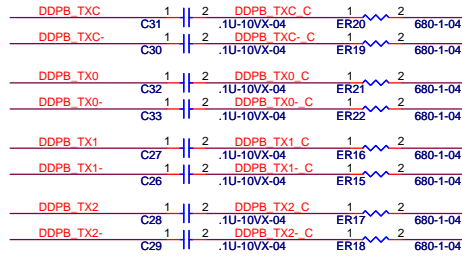 DDPB_TXC 1 2 DDPB_TXC_C 1 2
C31 .1U-10VX-04 ER20 680-1-04
DDPB_TXC- 1 2 DDPB_TXC-_C 1 2
C30 .1U-10VX-04 ER19 680-1-04
DDPB_TX0 1 2 DDPB_TX0_C 1 2
C32 .1U-10VX-04 ER21 680-1-04
DDPB_TX0- 1 2 DDPB_TX0-_C 1 2
C33 .1U-10VX-04 ER22 680-1-04
DDPB_TX1 1 2 DDPB_TX1_C 1 2
C27 .1U-10VX-04 ER16 680-1-04
DDPB_TX1- 1 2 DDPB_TX1-_C 1 2
C26 .1U-10VX-04 ER15 680-1-04
DDPB_TX2 1 2 DDPB_TX2_C 1 2
C28 .1U-10VX-04 ER17 680-1-04
DDPB_TX2- 1 2 DDPB_TX2-_C 1 2
C29 .1U-10VX-04 ER18 680-1-04